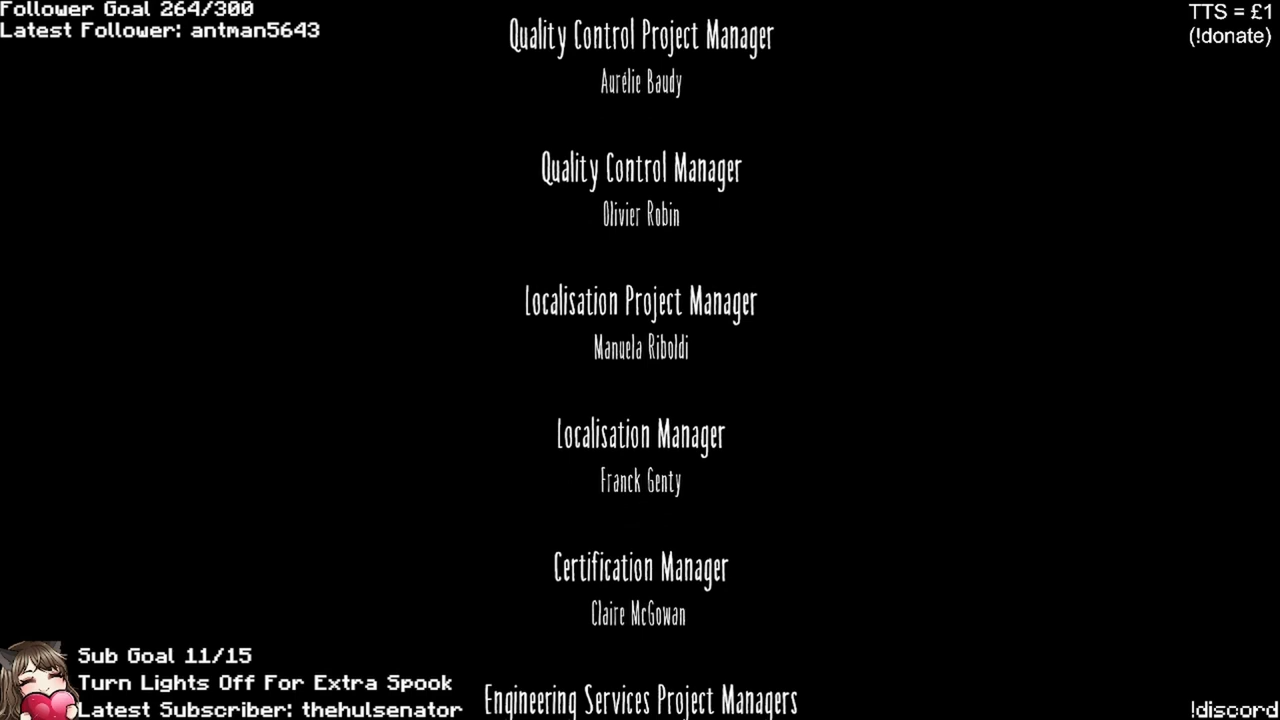 Follower Goal 264/300
Latest Follower: antman5643
TTS = £1
(!donate)
Quality Control Project Manager
Aurélie Baudy
Quality Control Manager
Olivier Robin
Localisation Project Manager
Manuela Riboldi
Localisation Manager
Franck Genty
Certification Manager
Claire McGowan
Engineering Services Project Managers
Sub Goal 11/15
Turn Lights Off For Extra Spook
Latest Subscriber: thehulsenator
!discord